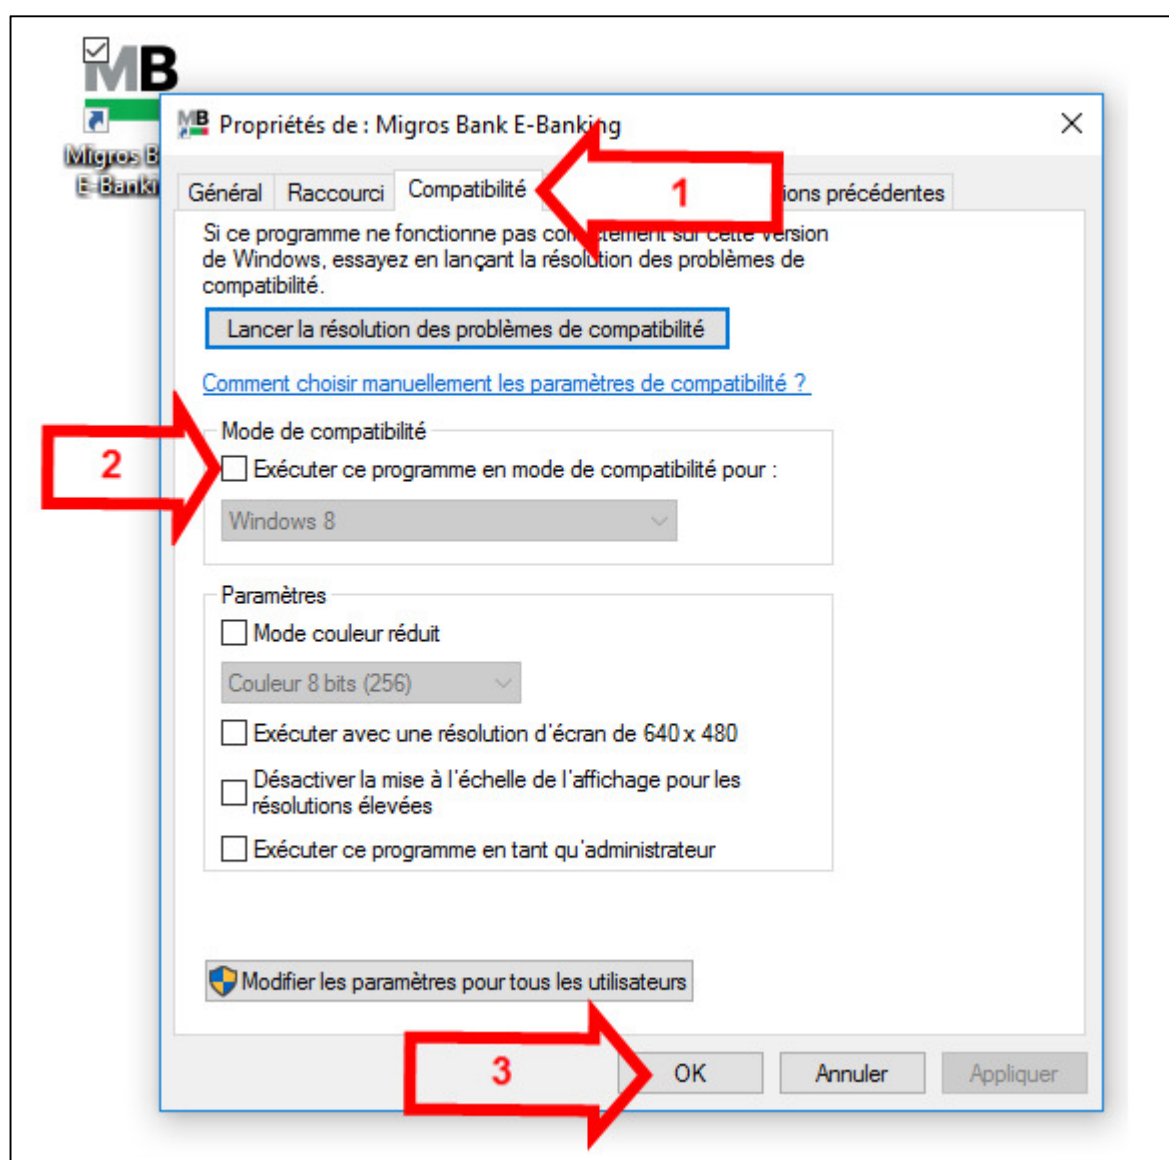 MB
Migros B
E-Banki
MB Propriétés de : Migros Bank E-Banking
Général Raccourci Compatibilité 1 ions précédentes
Si ce programme ne fonctionne pas correctement sur cette version
de Windows, essayez en lançant la résolution des problèmes de
compatibilité.
Lancer la résolution des problèmes de compatibilité
Comment choisir manuellement les paramètres de compatibilité ?
Mode de compatibilité
2
Exécuter ce programme en mode de compatibilité pour :
Windows 8
Paramètres
Mode couleur réduit
Couleur 8 bits (256)
Exécuter avec une résolution d'écran de 640 x 480
Désactiver la mise à l'échelle de l'affichage pour les
résolutions élevées
Exécuter ce programme en tant qu'administrateur
Modifier les paramètres pour tous les utilisateurs
3 OK Annuler Appliquer